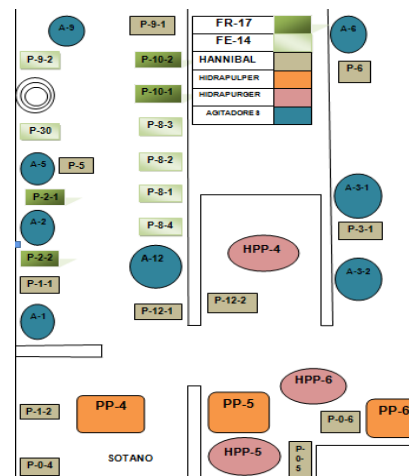 A-9
P-9-1
FR-17
FE-14
HANNIBAL
HIDRAPULPER
HIDRAPURGER
AGITADORES
A-6
P-6
P-9-2
P-10-2
P-10-1
P-30
P-8-3
A-5
P-5
P-8-2
P-2-1
P-8-1
A-3-1
A-2
P-8-4
P-3-1
P-2-2
A-12
HPP-4
A-3-2
P-1-1
P-12-2
A-1
P-12-1
HPP-6
P-1-2
PP-4
PP-5
P-0-6
PP-6
P-0-4
SOTANO
HPP-5
P-
0-
5